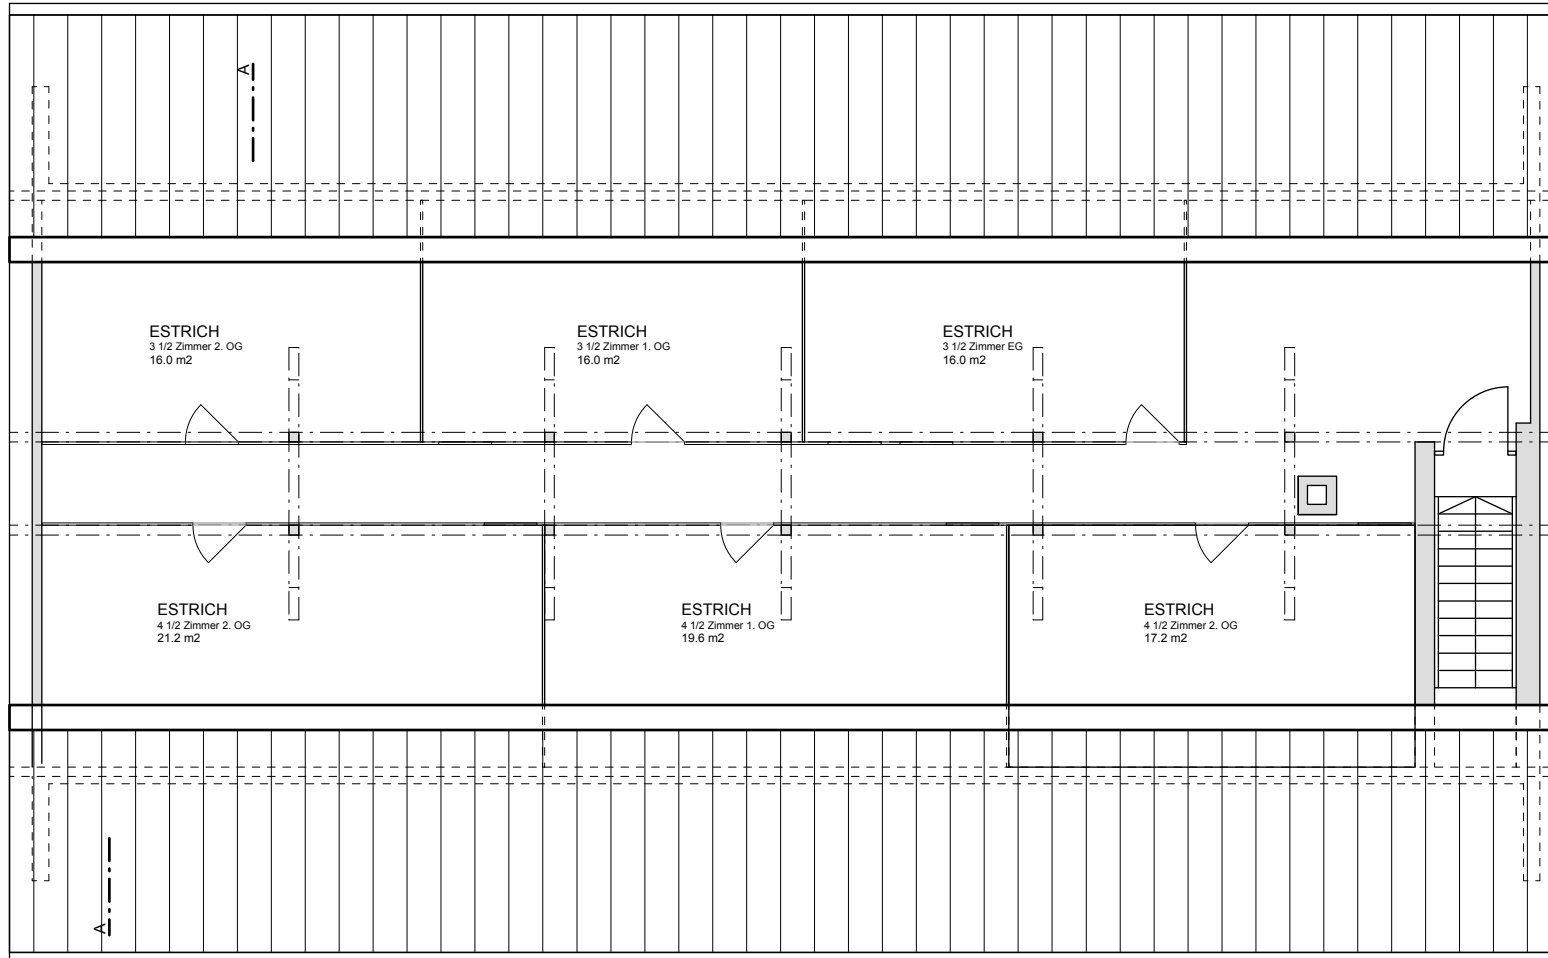 A
ESTRICH
3 1/2 Zimmer 2. OG
16.0 m2
ESTRICH
3 1/2 Zimmer 1. OG
16.0 m2
ESTRICH
3 1/2 Zimmer EG
16.0 m2
ESTRICH
4 1/2 Zimmer 2. OG
21.2 m2
ESTRICH
4 1/2 Zimmer 1. OG
19.6 m2
ESTRICH
4 1/2 Zimmer 2. OG
17.2 m2
A